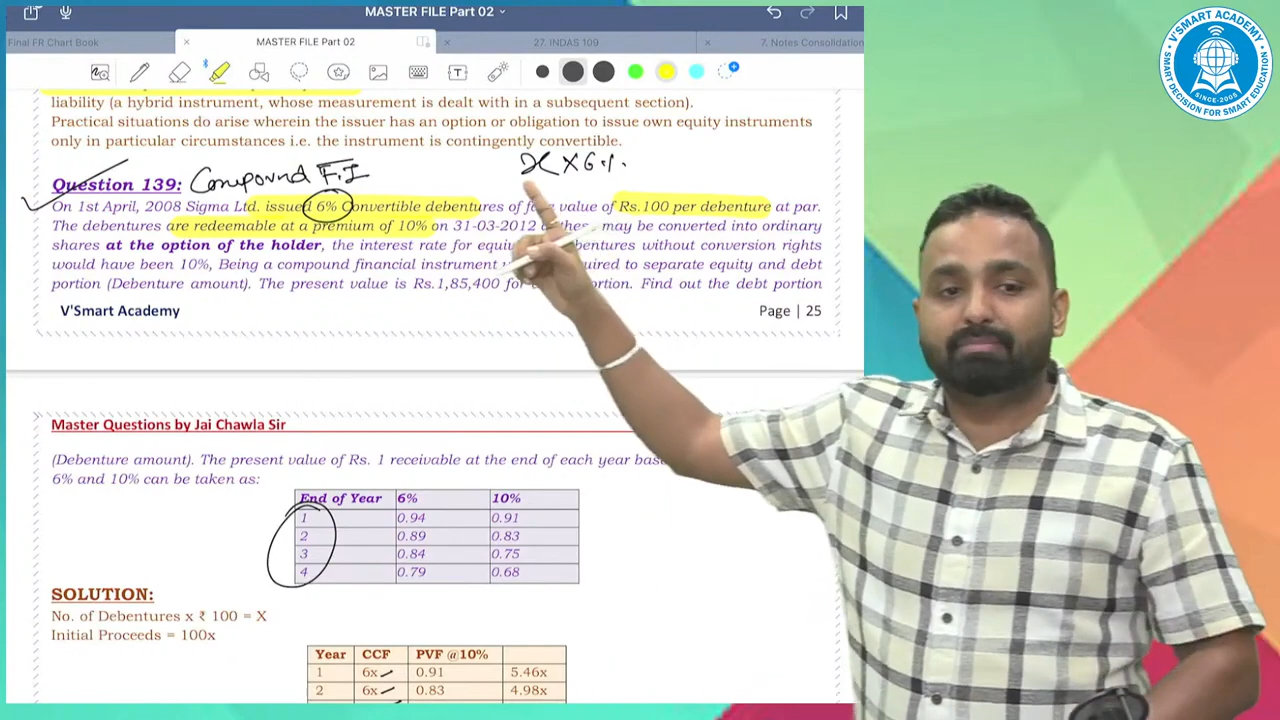 MASTER FILE Part 02
Final FR Chart Book
MASTER FILE Part 02
27. INDAS 109
7. Notes Consolidation
liability (a hybrid instrument, whose measurement is dealt with in a subsequent section).
Practical situations do arise wherein the issuer has an option or obligation to issue own equity instruments
only in particular circumstances i.e. the instrument is contingently convertible.
x × 6%
Question 139: Compound F.I
On 1st April, 2008 Sigma Ltd. issued 6% Convertible debentures of value of Rs.100 per debenture at par.
The debentures are redeemable at a premium of 10% on 31-03-2012 may be converted into ordinary
shares at the option of the holder, the interest rate for without conversion rights
would have been 10%, Being a compound financial instrument to separate equity and debt
portion (Debenture amount). The present value is Rs.1,85,400 for Find out the debt portion
V'Smart Academy
Page | 25
Master Questions by Jai Chawla Sir
(Debenture amount). The present value of Rs. 1 receivable at the end of each year
6% and 10% can be taken as:
End of Year 6% 10%
1 0.94 0.91
2 0.89 0.83
3 0.84 0.75
4 0.79 0.68
SOLUTION:
No. of Debentures x ₹ 100 = X
Initial Proceeds = 100x
Year CCF PVF @10%
1 6x 0.91 5.46x
2 6x 0.83 4.98x
V'SMART ACADEMY
SINCE-2005
SMART DECISION FOR SMART EDUCATION